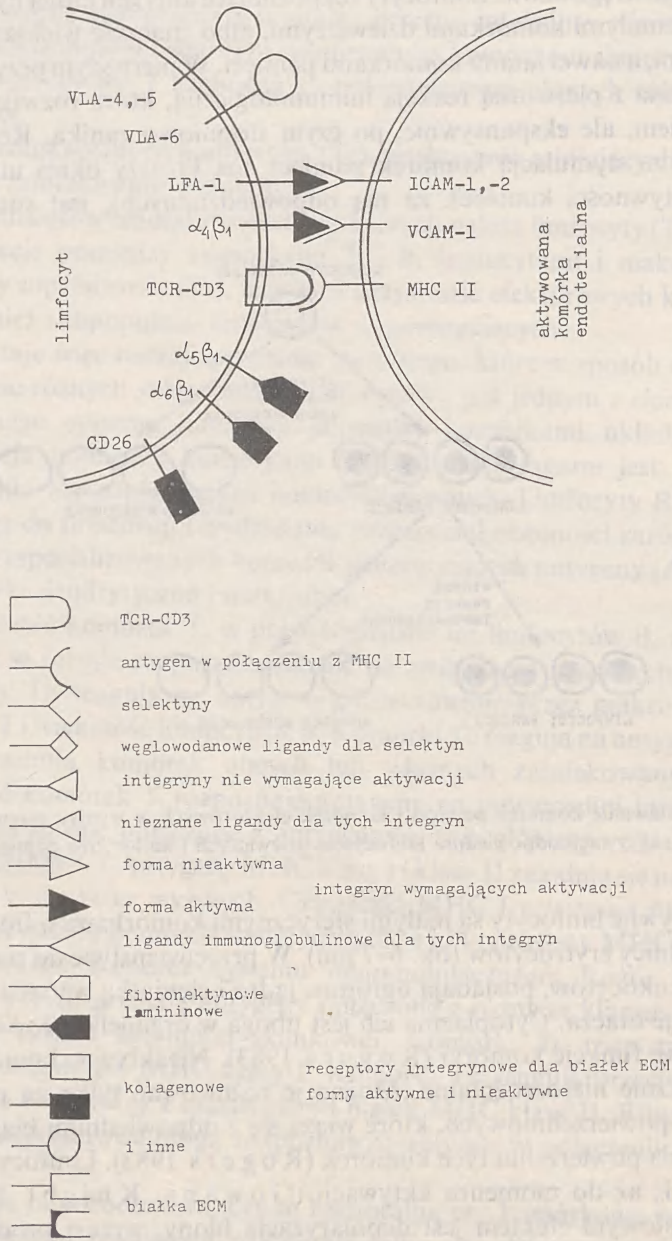 VLA-4,-5
VLA-6
LFA-1
ICAM-1,-2
α4β1
VCAM-1
TCR-CD3
MHC II
limfocyt
aktywowana
komórka
endotelialna
α5β1
α6β1
CD26
TCR-CD3
antygen w połączeniu z MHC II
selektyny
węglowodanowe ligandy dla selektyn
integryny nie wymagające aktywacji
nieznane ligandy dla tych integryn
forma nieaktywna
integryn wymagających aktywacji
forma aktywna
ligandy immunoglobulinowe dla tych integryn
fibronektynowe
lamininowe
receptory integrynowe dla białek ECM
kolagenowe
formy aktywne i nieaktywne
i inne
białka ECM